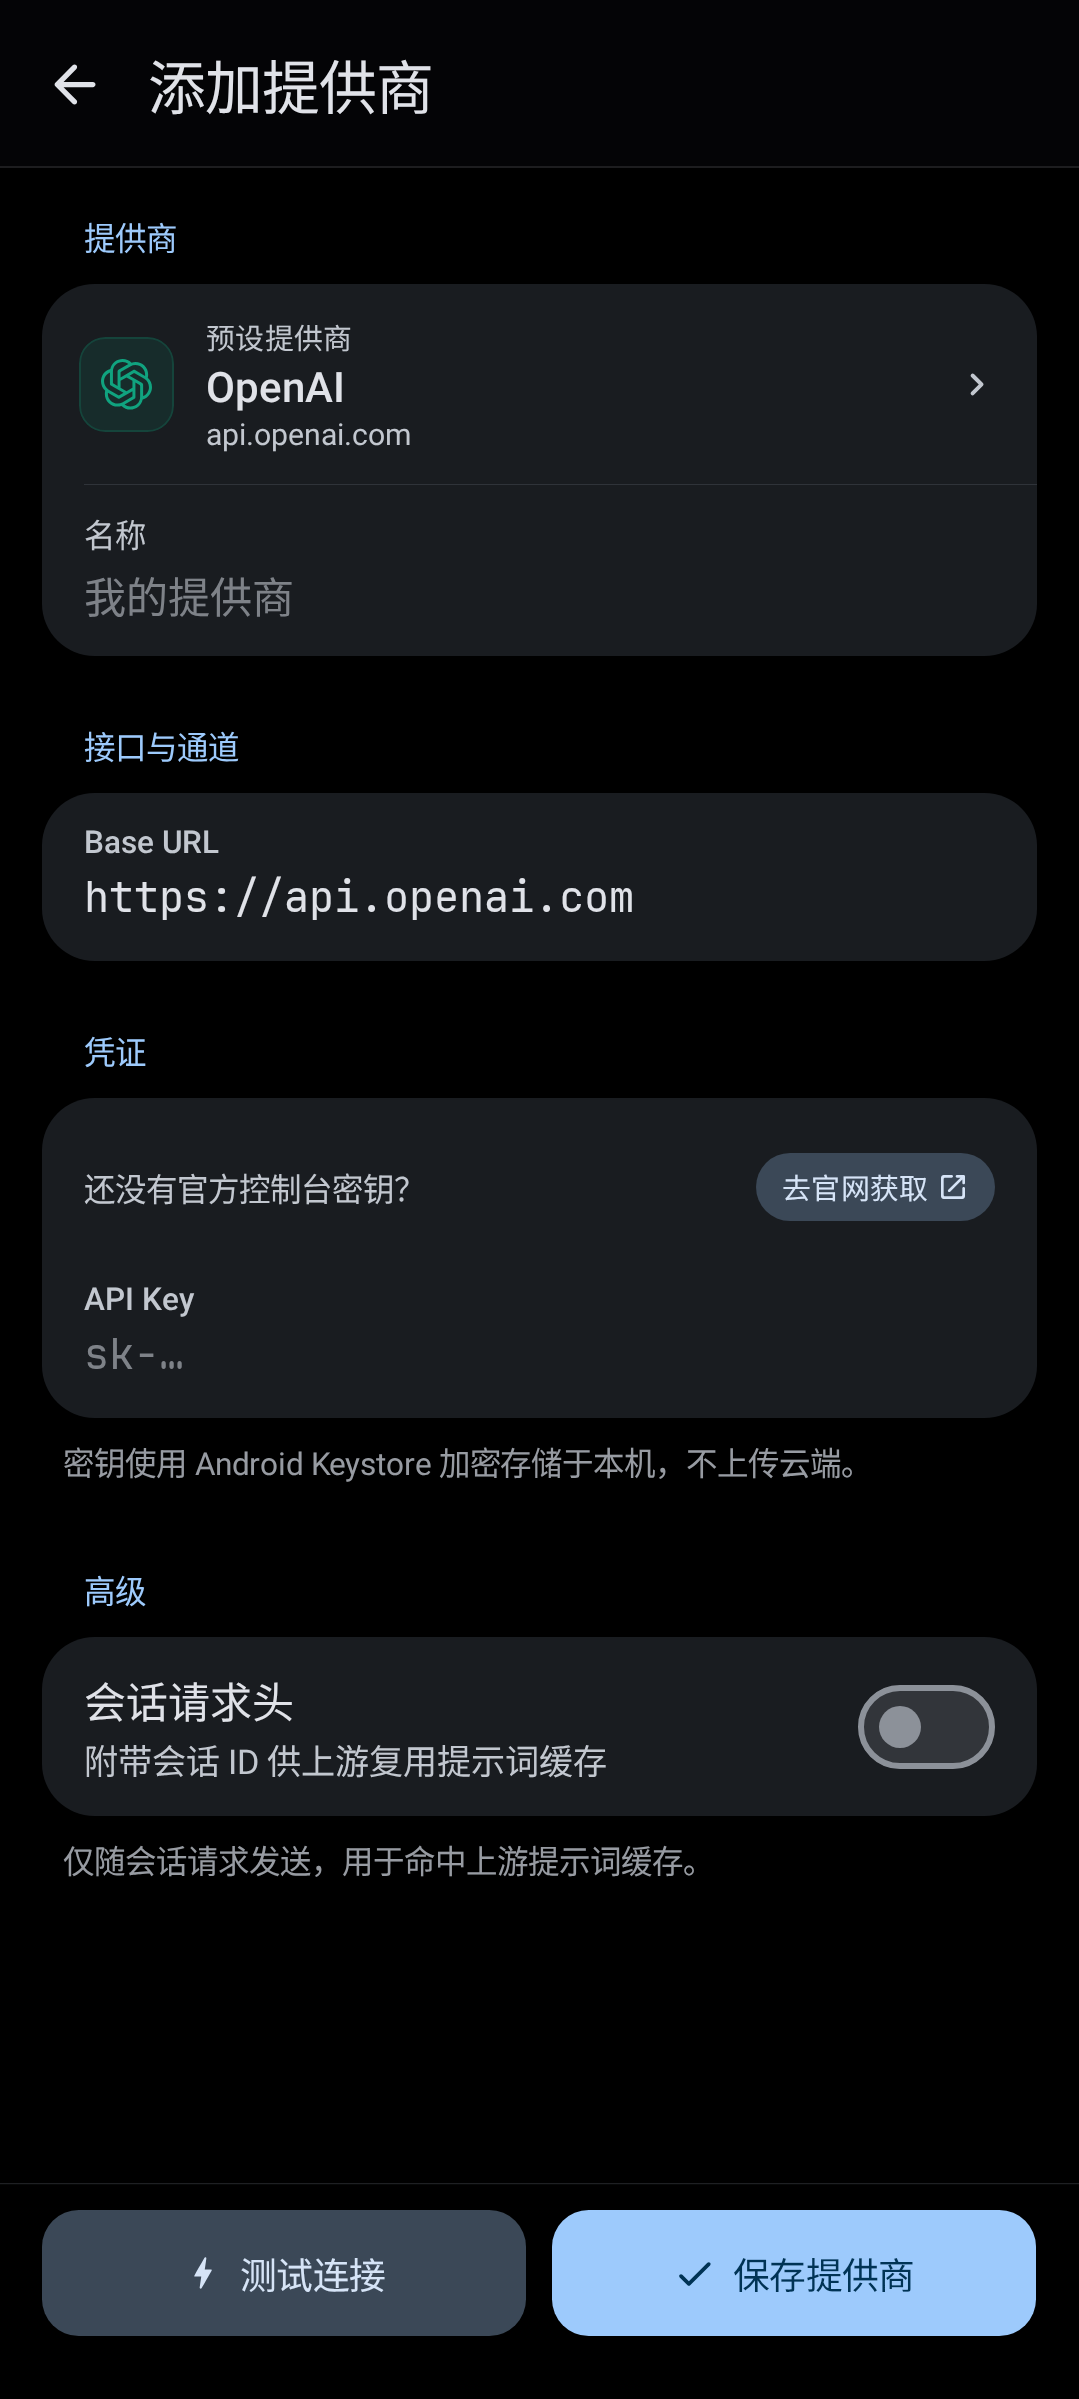 添加提供商
提供商
预设提供商
OpenAI
api.openai.com
名称
我的提供商
接口与通道
Base URL
https://api.openai.com
凭证
还没有官方控制台密钥？
去官网获取
API Key
sk-…
密钥使用 Android Keystore 加密存储于本机，不上传云端。
高级
会话请求头
附带会话 ID 供上游复用提示词缓存
仅随会话请求发送，用于命中上游提示词缓存。
测试连接
保存提供商